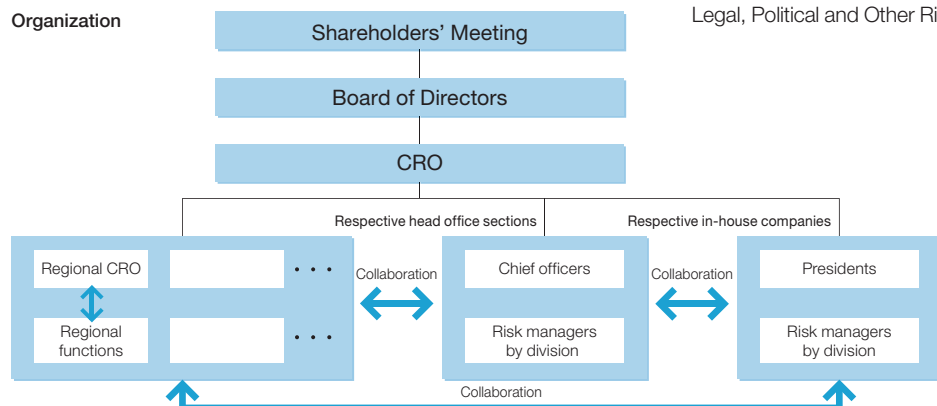 Organization
Legal, Political and Other Ri
Shareholders' Meeting
Board of Directors
CRO
Respective head office sections
Respective in-house companies
Regional CRO
• • •
Collaboration
Chief officers
Collaboration
Presidents
Regional
functions
• • •
Risk managers
by division
Risk managers
by division
Collaboration